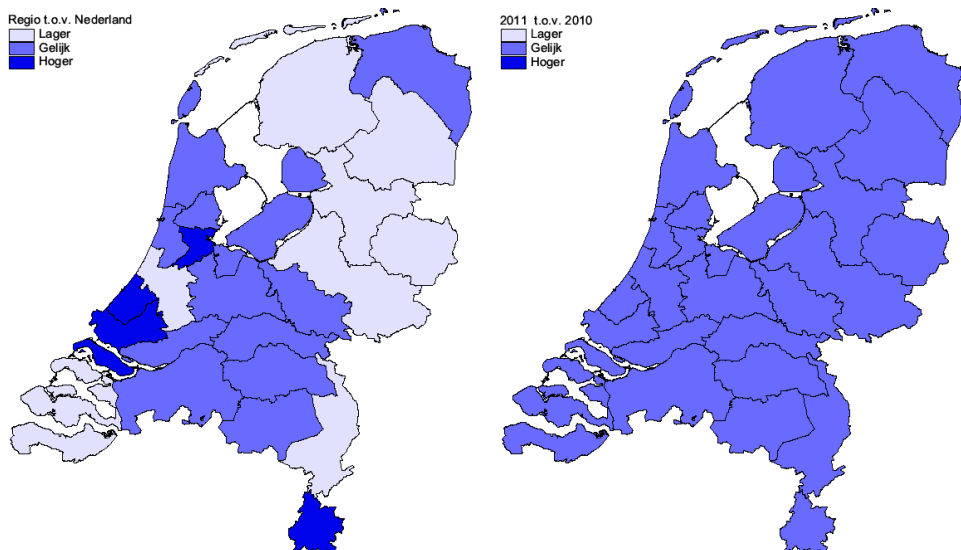 Regio t.o.v. Nederland
Lager
Gelijk
Hoger
2011 t.o.v. 2010
Lager
Gelijk
Hoger